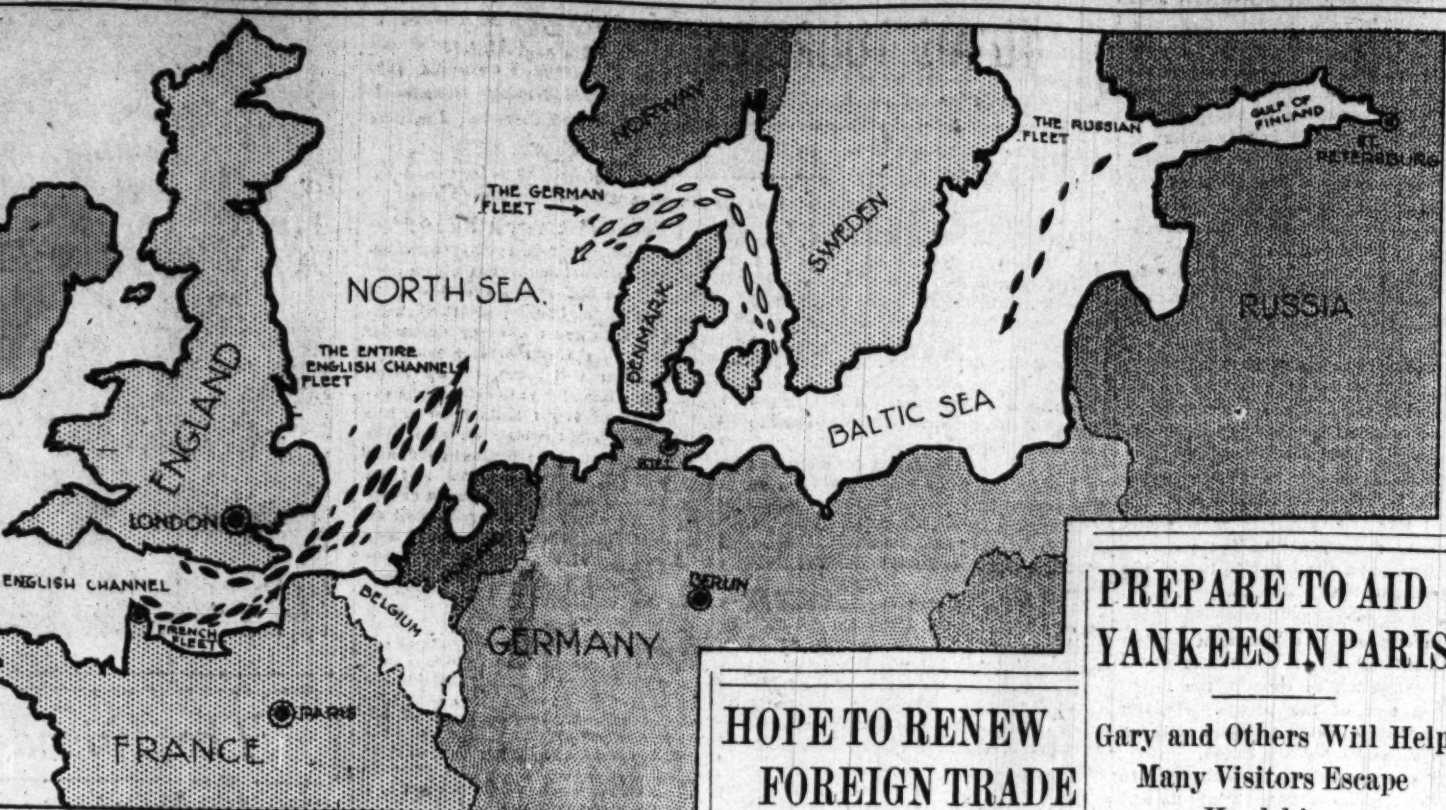 NORWAY
THE RUSSIAN
FLEET
GULF OF
FINLAND
ST.
PETERSBURG
THE GERMAN
FLEET
SWEDEN
NORTH SEA.
DENMARK
RUSSIA
THE ENTIRE
ENGLISH CHANNEL
FLEET
ENGLAND
BALTIC SEA
KIEL
LONDON
ENGLISH CHANNEL
BELGIUM
BERLIN
FRENCH
FLEET
GERMANY
PARIS
FRANCE
HOPE TO RENEW
FOREIGN TRADE
PREPARE TO AID
YANKEES IN PARIS
Gary and Others Will Help
Many Visitors Escape